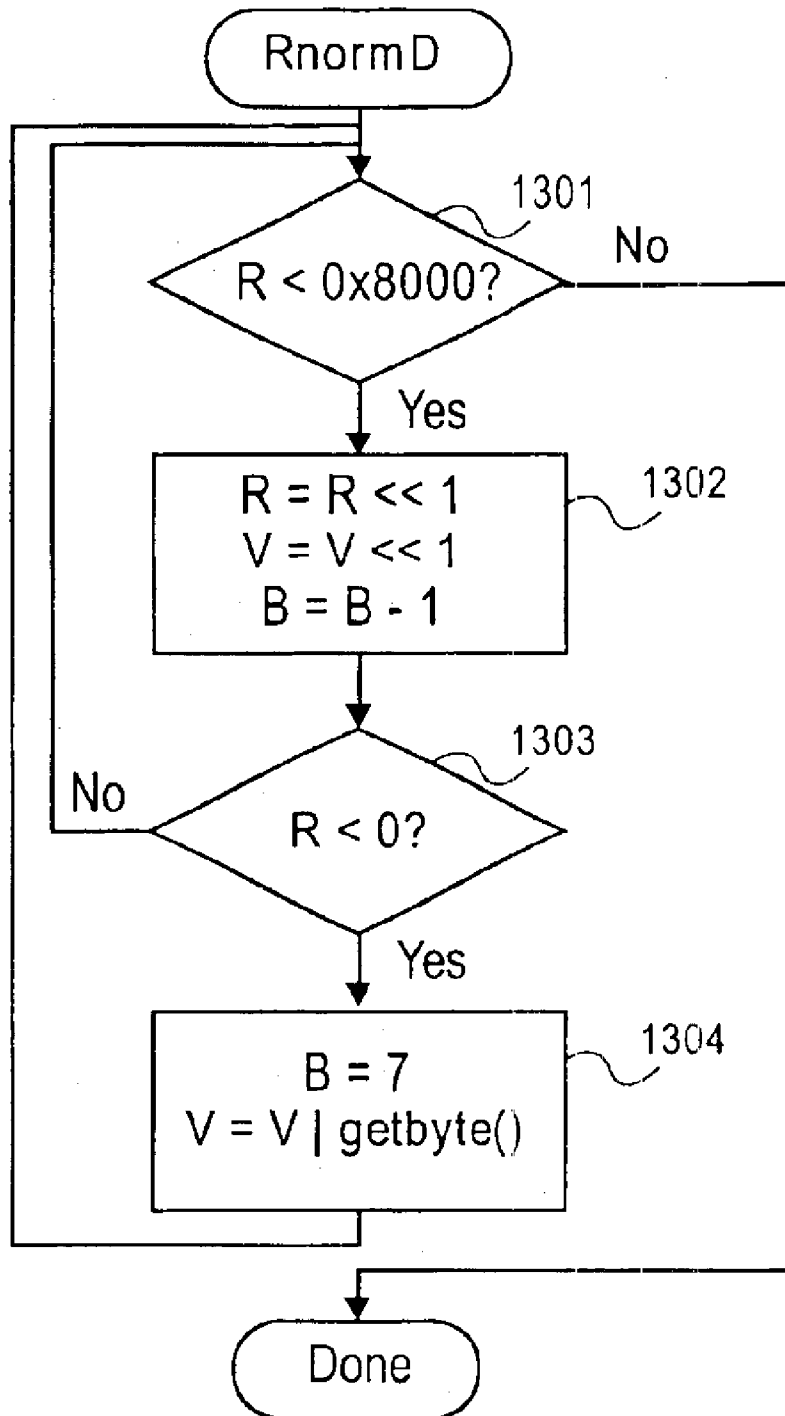 RnormD
1301
R < 0x8000?
No
Yes
R = R << 1
V = V << 1
B = B - 1
1302
1303
R < 0?
No
Yes
B = 7
V = V | getbyte()
1304
Done